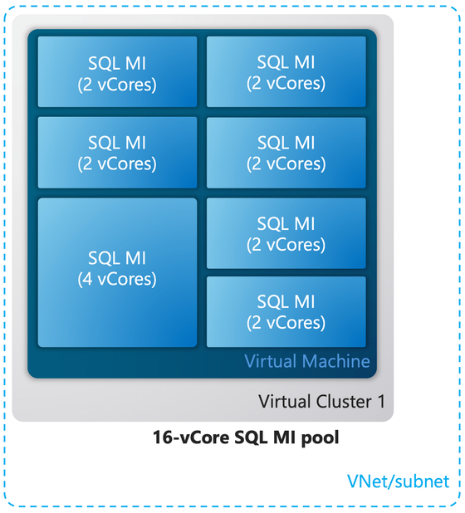 SQL MI
(2 vCores)
SQL MI
(2 vCores)
SQL MI
(2 vCores)
SQL MI
(2 vCores)
SQL MI
(4 vCores)
SQL MI
(2 vCores)
SQL MI
(2 vCores)
Virtual Machine
Virtual Cluster 1
16-vCore SQL MI pool
VNet/subnet